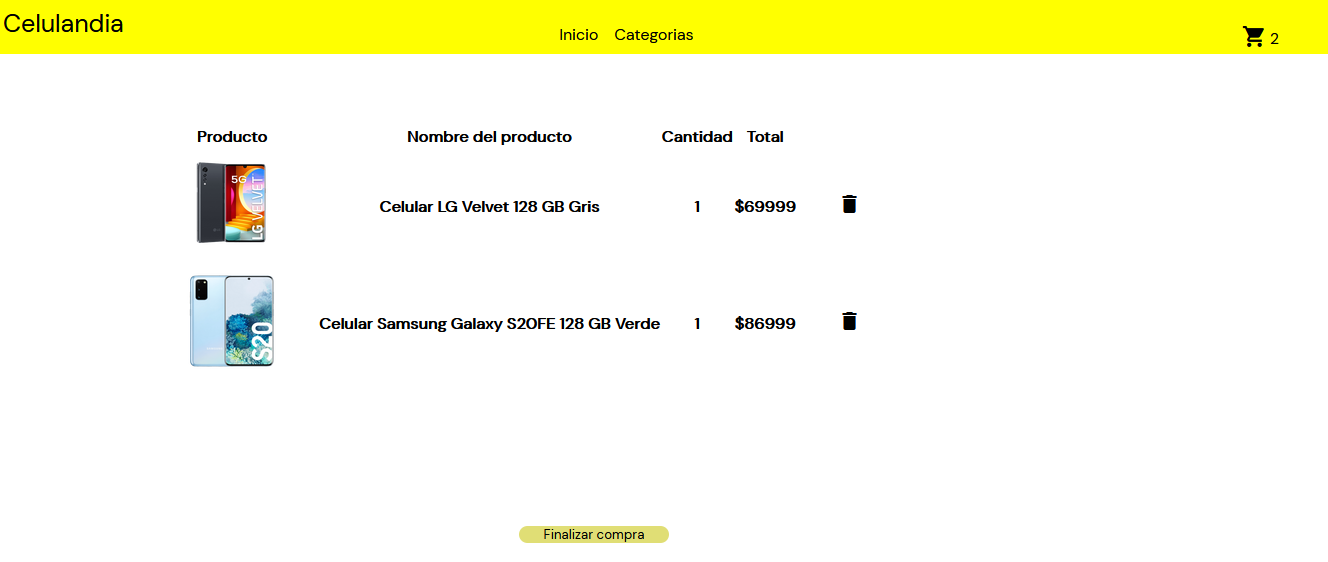 Celulandia
Inicio Categorias
2
Producto Nombre del producto Cantidad Total
5G
LG VELVET
Celular LG Velvet 128 GB Gris 1 $69999
S20
Celular Samsung Galaxy S20FE 128 GB Verde 1 $86999
Finalizar compra